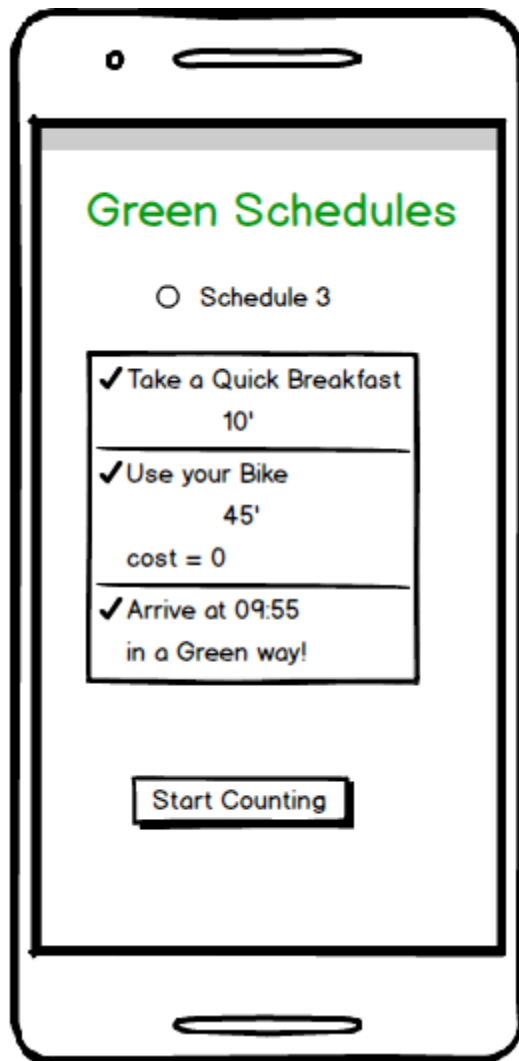 Green Schedules
Schedule 3
Take a Quick Breakfast
10'
Use your Bike
45'
cost = 0
Arrive at 09:55
in a Green way!
Start Counting